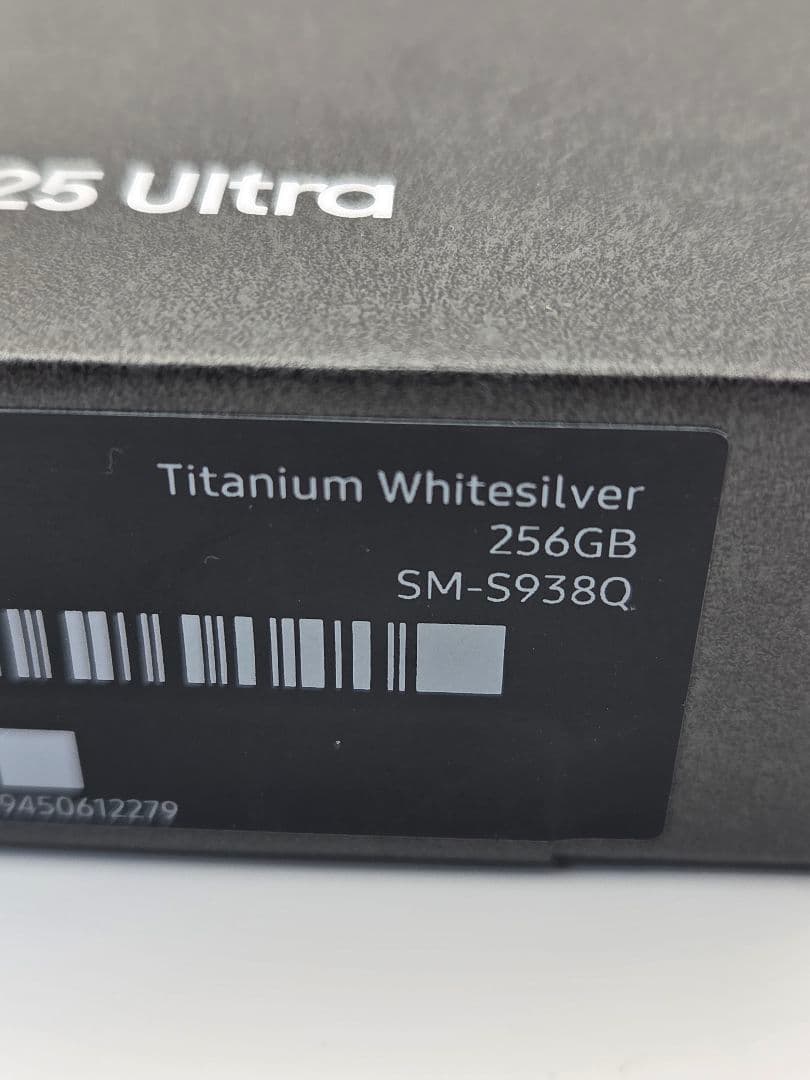 25 Ultra
Titanium Whitesilver
256GB
SM-S938Q
9450612279